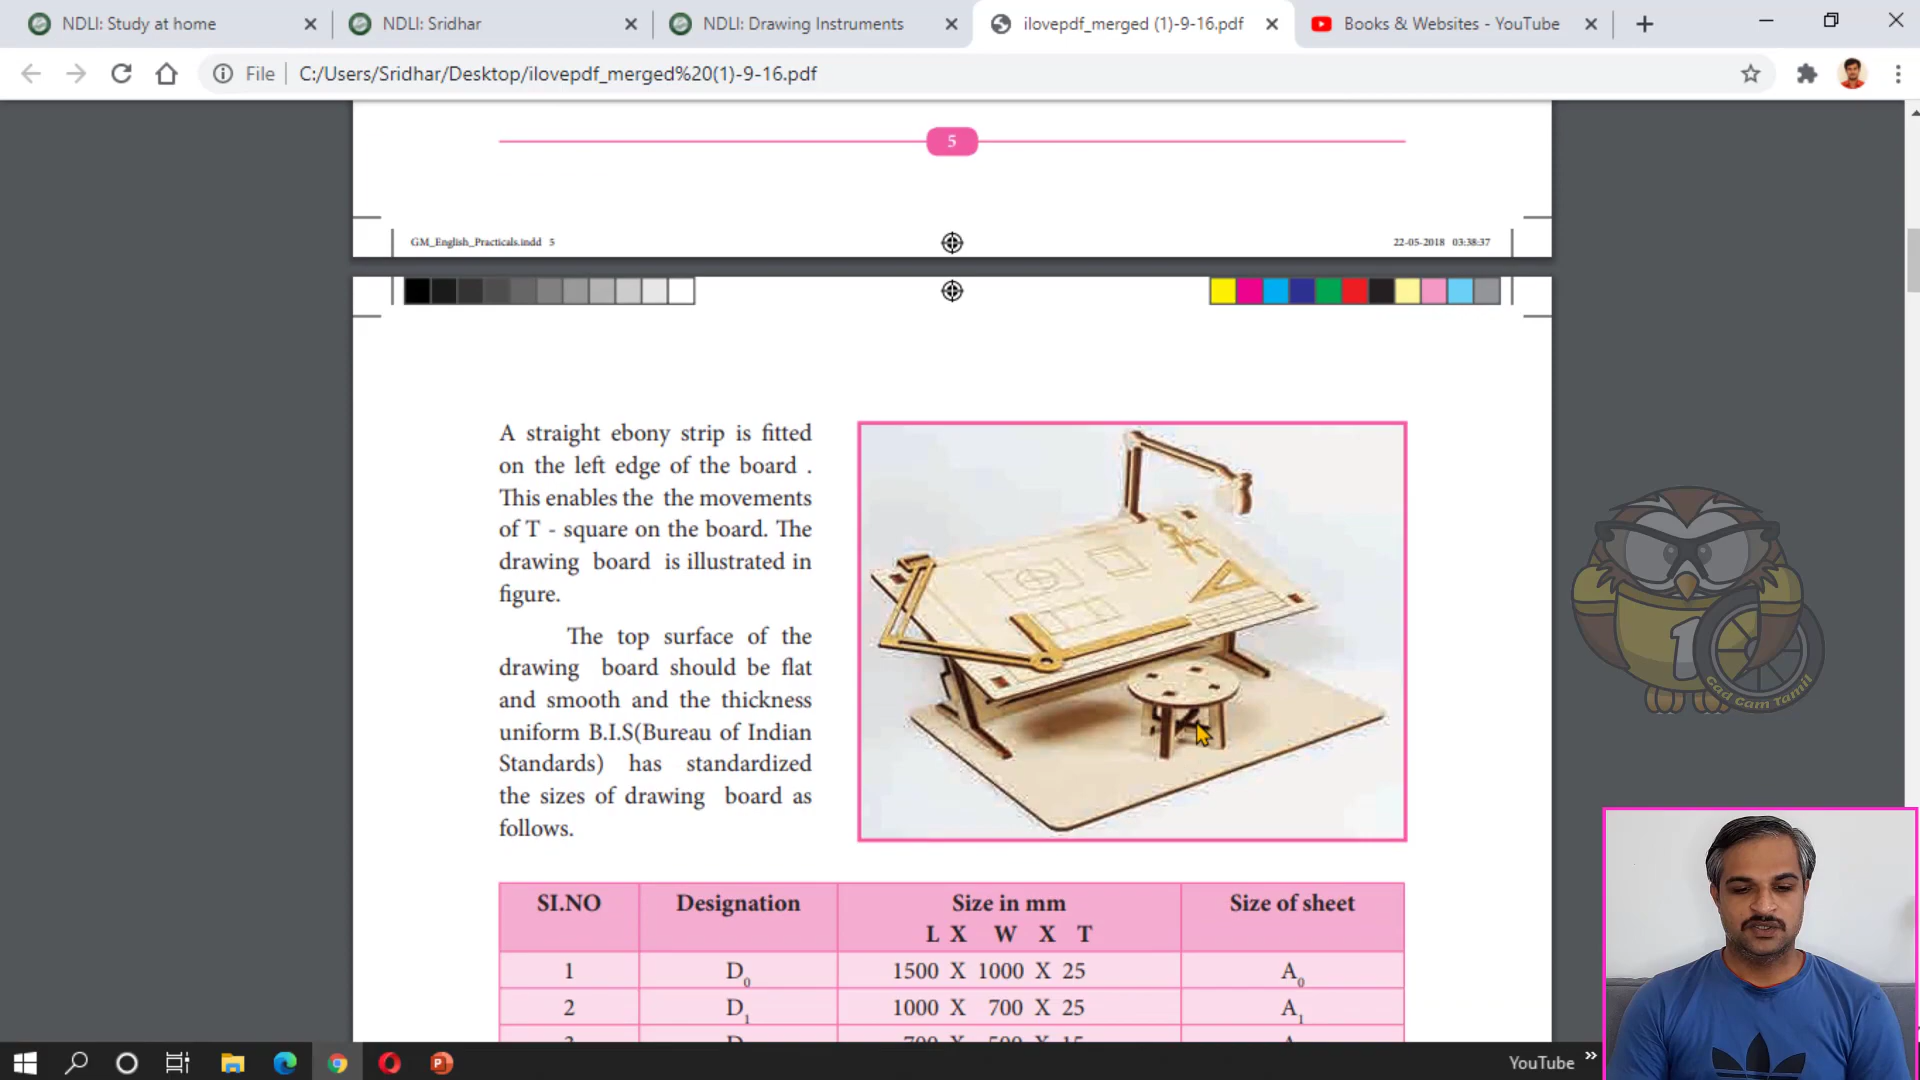 NDLI: Study at home
NDLI: Sridhar
NDLI: Drawing Instruments
ilovepdf_merged (1)-9-16.pdf
Books & Websites - YouTube
File
C:/Users/Sridhar/Desktop/ilovepdf_merged%20(1)-9-16.pdf
5
GM_English_Practicals.indd 5
22-05-2018 03:38:37
A straight ebony strip is fitted
on the left edge of the board .
This enables the the movements
of T - square on the board. The
drawing board is illustrated in
figure.
The top surface of the
drawing board should be flat
and smooth and the thickness
uniform B.I.S(Bureau of Indian
Standards) has standardized
the sizes of drawing board as
follows.
SI.NO Designation Size in mm Size of sheet
L X W X T
1 D0 1500 X 1000 X 25 A0
2 D1 1000 X 700 X 25 A1
Cad Cam Tamil
YouTube